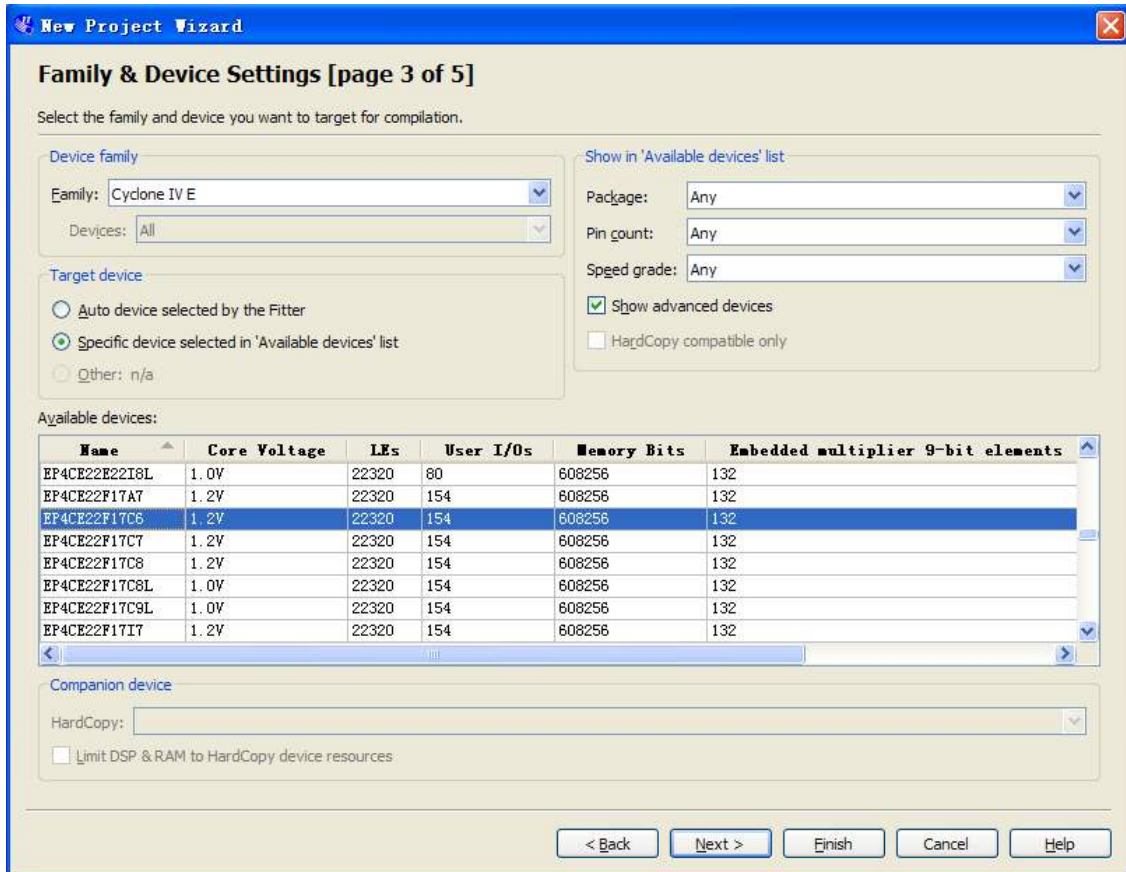 New Project Wizard
Family & Device Settings [page 3 of 5]
Select the family and device you want to target for compilation.
Device family
Family: Cyclone IV E
Devices: All
Show in 'Available devices' list
Package: Any
Pin count: Any
Speed grade: Any
Show advanced devices
HardCopy compatible only
Target device
Auto device selected by the Fitter
Specific device selected in 'Available devices' list
Other: n/a
Available devices:
Name Core Voltage LEs User I/Os Memory Bits Embedded multiplier 9-bit elements
EP4CE22E22I8L 1.0V 22320 80 608256 132
EP4CE22F17A7 1.2V 22320 154 608256 132
EP4CE22F17C6 1.2V 22320 154 608256 132
EP4CE22F17C7 1.2V 22320 154 608256 132
EP4CE22F17C8 1.2V 22320 154 608256 132
EP4CE22F17C8L 1.0V 22320 154 608256 132
EP4CE22F17C9L 1.0V 22320 154 608256 132
EP4CE22F17I7 1.2V 22320 154 608256 132
Companion device
HardCopy:
Limit DSP & RAM to HardCopy device resources
< Back Next > Finish Cancel Help